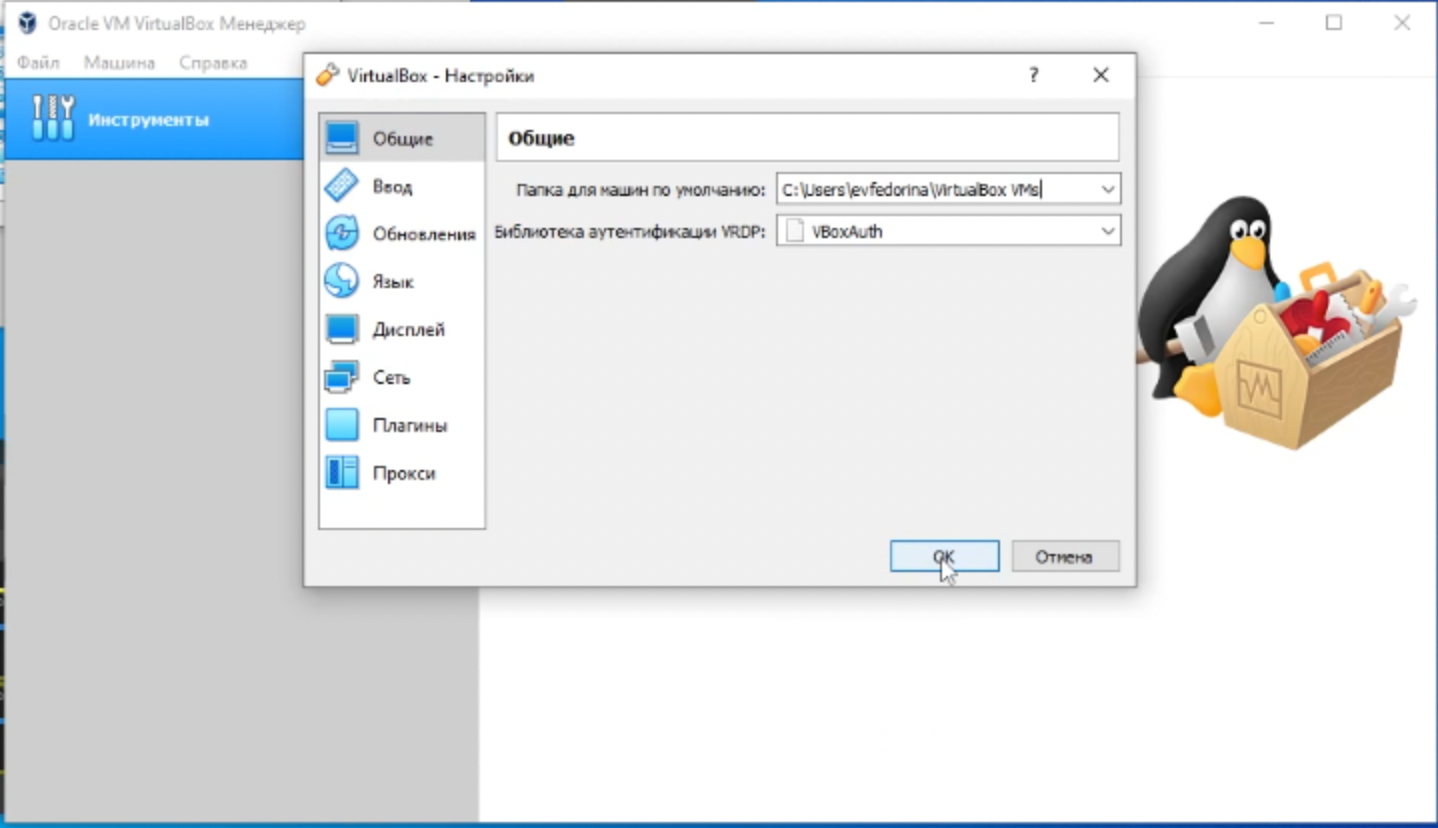 Oracle VM VirtualBox Менеджер
Файл Машина Справка
Инструменты
VirtualBox - Настройки
?
Общие
Ввод
Обновления
Язык
Дисплей
Сеть
Плагины
Прокси
Общие
Папка для машин по умолчанию: C:\Users\evfedorina\VirtualBox VMs
Библиотека аутентификации VRDP: VBoxAuth
OK Отмена